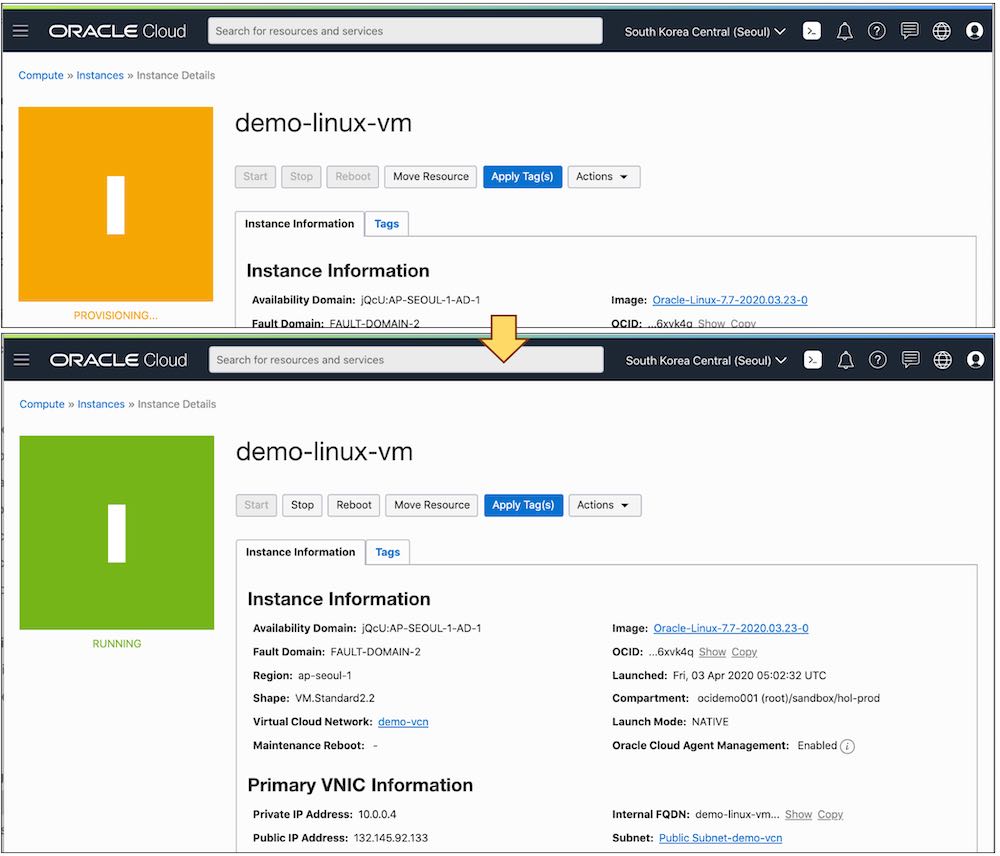 ORACLE Cloud Search for resources and services South Korea Central (Seoul)
Compute » Instances » Instance Details
demo-linux-vm
Start Stop Reboot Move Resource Apply Tag(s) Actions
Instance Information Tags
Instance Information
Availability Domain: jQcU:AP-SEOUL-1-AD-1 Image: Oracle-Linux-7.7-2020.03.23-0
PROVISIONING...
Fault Domain: FAULT-DOMAIN-2 OCID: ...6xvk4q Show Copy
ORACLE Cloud Search for resources and services South Korea Central (Seoul)
Compute » Instances » Instance Details
demo-linux-vm
Start Stop Reboot Move Resource Apply Tag(s) Actions
Instance Information Tags
Instance Information
Availability Domain: jQcU:AP-SEOUL-1-AD-1 Image: Oracle-Linux-7.7-2020.03.23-0
RUNNING
Fault Domain: FAULT-DOMAIN-2 OCID: ...6xvk4q Show Copy
Region: ap-seoul-1 Launched: Fri, 03 Apr 2020 05:02:32 UTC
Shape: VM.Standard2.2 Compartment: ocidemo001 (root)/sandbox/hol-prod
Virtual Cloud Network: demo-vcn Launch Mode: NATIVE
Maintenance Reboot: - Oracle Cloud Agent Management: Enabled
Primary VNIC Information
Private IP Address: 10.0.0.4 Internal FQDN: demo-linux-vm... Show Copy
Public IP Address: 132.145.92.133 Subnet: Public Subnet-demo-vcn